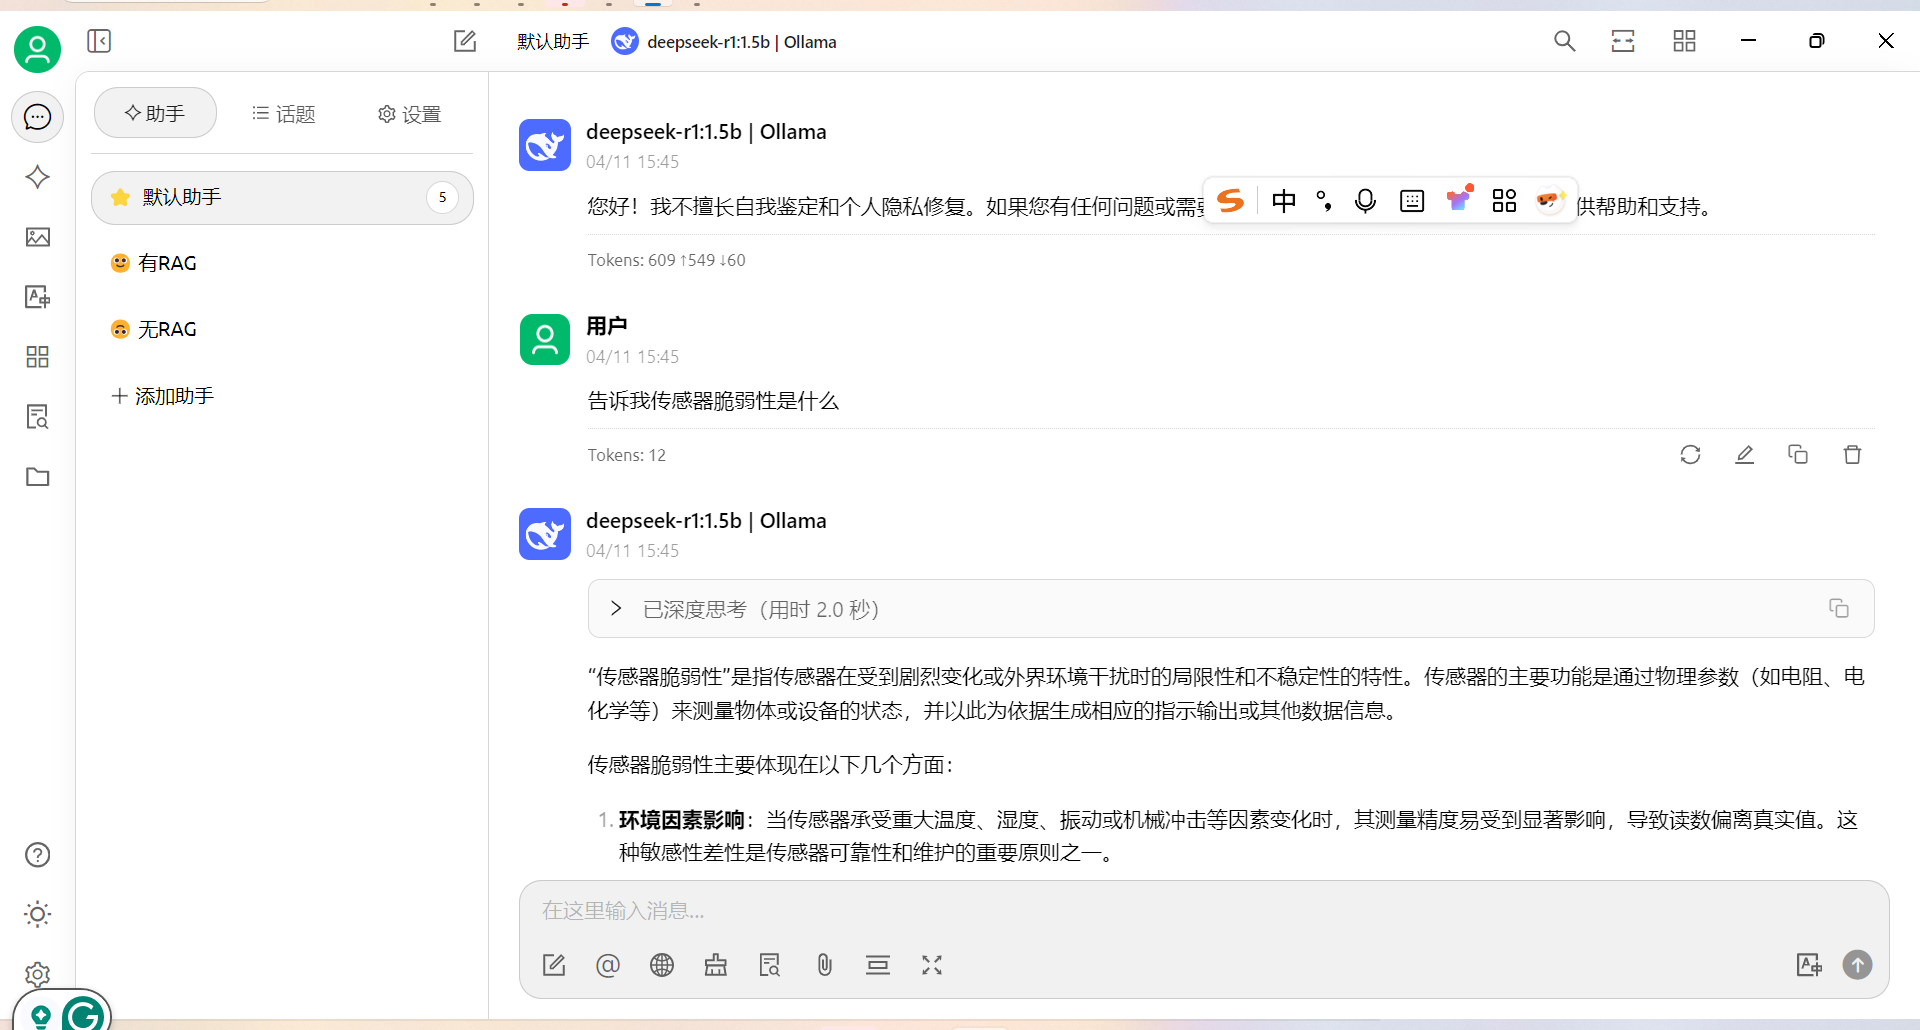 默认助手
deepseek-r1:1.5b | Ollama
助手
话题
设置
默认助手
5
有RAG
无RAG
添加助手
deepseek-r1:1.5b | Ollama
04/11 15:45
您好！我不擅长自我鉴定和个人隐私修复。如果您有任何问题或需
中
供帮助和支持。
Tokens: 609 ↑549 ↓60
用户
04/11 15:45
告诉我传感器脆弱性是什么
Tokens: 12
deepseek-r1:1.5b | Ollama
04/11 15:45
已深度思考（用时 2.0 秒）
“传感器脆弱性”是指传感器在受到剧烈变化或外界环境干扰时的局限性和不稳定性的特性。传感器的主要功能是通过物理参数（如电阻、电
化学等）来测量物体或设备的状态，并以此为依据生成相应的指示输出或其他数据信息。
传感器脆弱性主要体现在以下几个方面：
1. 环境因素影响：当传感器承受重大温度、湿度、振动或机械冲击等因素变化时，其测量精度易受到显著影响，导致读数偏离真实值。这
种敏感性差性是传感器可靠性和维护的重要原则之一。
在这里输入消息...